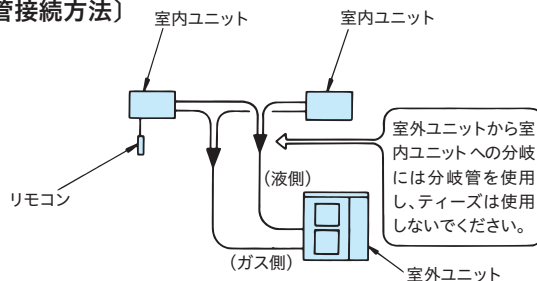 管接続方法〕
室内ユニット
室内ユニット
室外ユニットから室
内ユニットへの分岐
には分岐管を使用
し、ティーズは使用
しないでください。
リモコン
(液側)
(ガス側)
室外ユニット